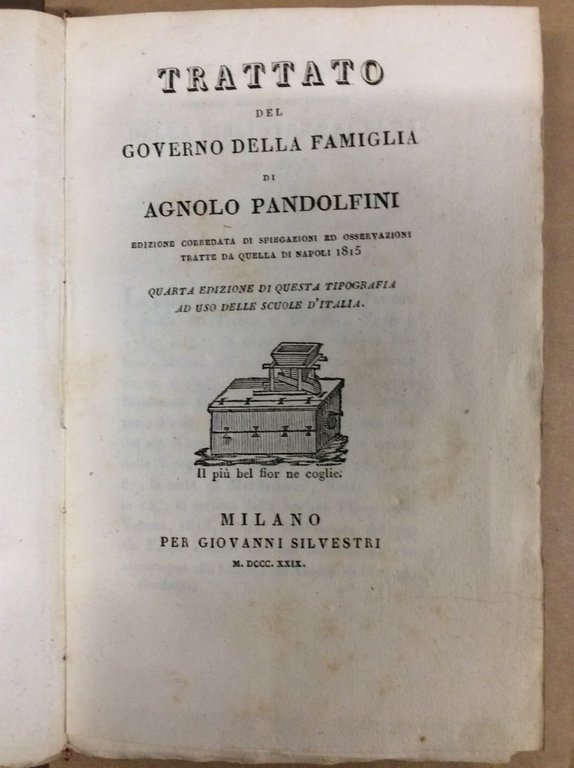 TRATTATO
DEL
GOVERNO DELLA FAMIGLIA
DI
AGNOLO PANDOLFINI
EDIZIONE CORREDATA DI SPIEGAZIONI ED OSSERVAZIONI
TRATTE DA QUELLA DI NAPOLI 1815
QUARTA EDIZIONE DI QUESTA TIPOGRAFIA
AD USO DELLE SCUOLE D'ITALIA.
Il più bel fior ne coglie.
MILANO
PER GIOVANNI SILVESTRI
M. DCCC. XXIX.